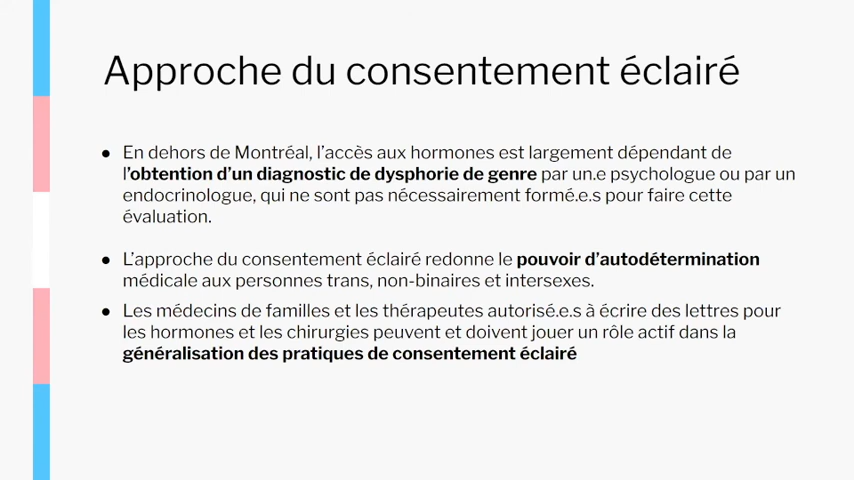 Approche du consentement éclairé
● En dehors de Montréal, l’accès aux hormones est largement dépendant de
l’obtention d’un diagnostic de dysphorie de genre par un.e psychologue ou par un
endocrinologue, qui ne sont pas nécessairement formé.e.s pour faire cette
évaluation.
● L’approche du consentement éclairé redonne le pouvoir d’autodétermination
médicale aux personnes trans, non-binaires et intersexes.
● Les médecins de familles et les thérapeutes autorisé.e.s à écrire des lettres pour
les hormones et les chirurgies peuvent et doivent jouer un rôle actif dans la
généralisation des pratiques de consentement éclairé